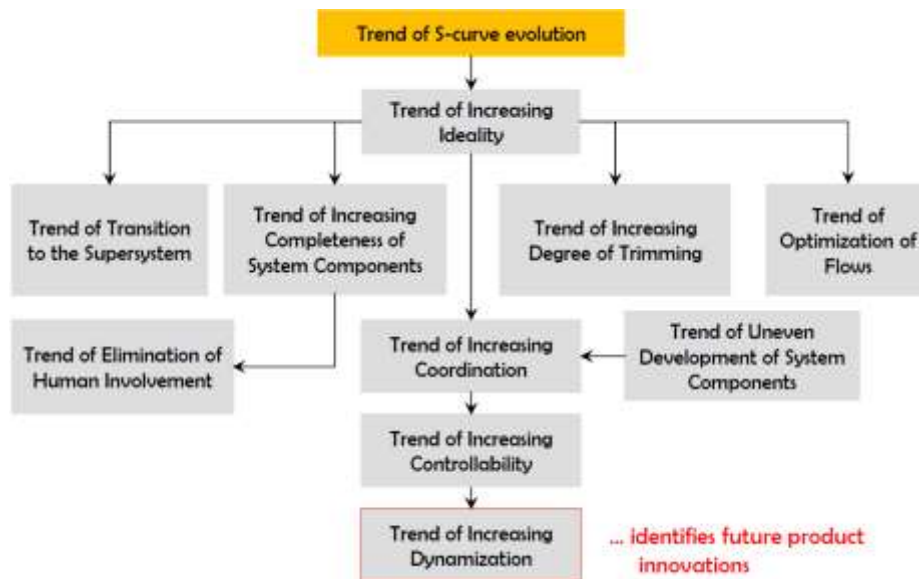 Trend of S-curve evolution
Trend of Increasing
Ideality
Trend of Transition
to the Supersystem
Trend of Increasing
Completeness of
System Components
Trend of Increasing
Degree of Trimming
Trend of
Optimization of
Flows
Trend of Elimination of
Human Involvement
Trend of Increasing
Coordination
Trend of Uneven
Development of System
Components
Trend of Increasing
Controllability
Trend of Increasing
Dynamization
... identifies future product
innovations